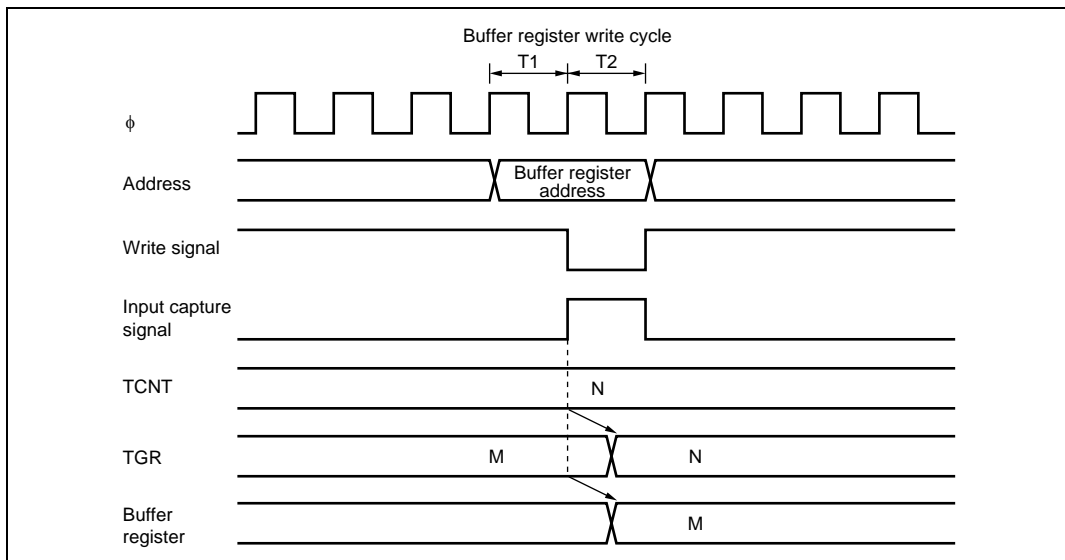 Buffer register write cycle
T1 T2
ϕ
Address
Buffer register
address
Write signal
Input capture
signal
TCNT
N
TGR
M N
Buffer
register
M